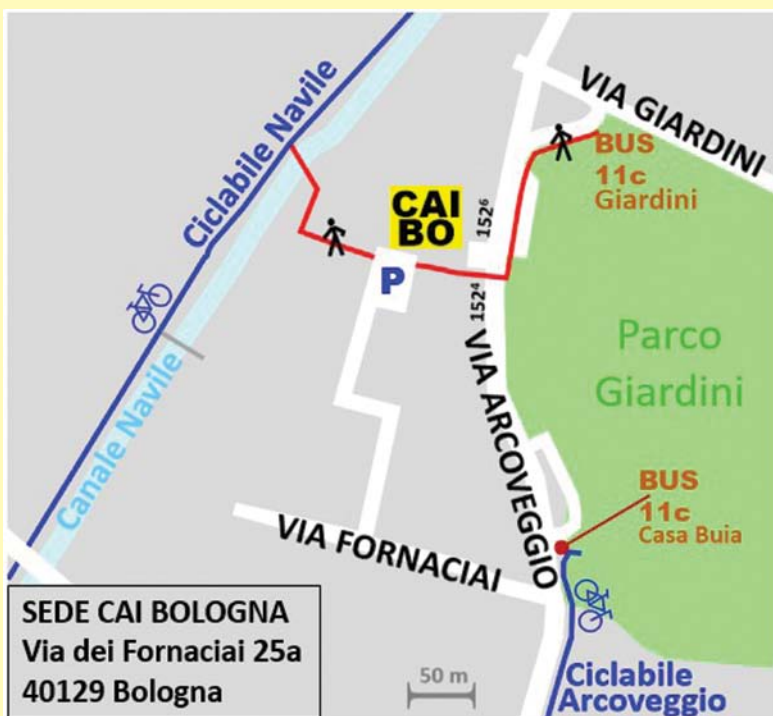 Ciclabile Navile
VIA GIARDINI
BUS
11c
Giardini
CAI
BO
152⁶
P
152⁴
Canale Navile
VIA ARCOVEGGIO
Parco
Giardini
BUS
11c
Casa Buia
VIA FORNACIAI
SEDE CAI BOLOGNA
Via dei Fornaciai 25a
40129 Bologna
50 m
Ciclabile
Arcoveggio